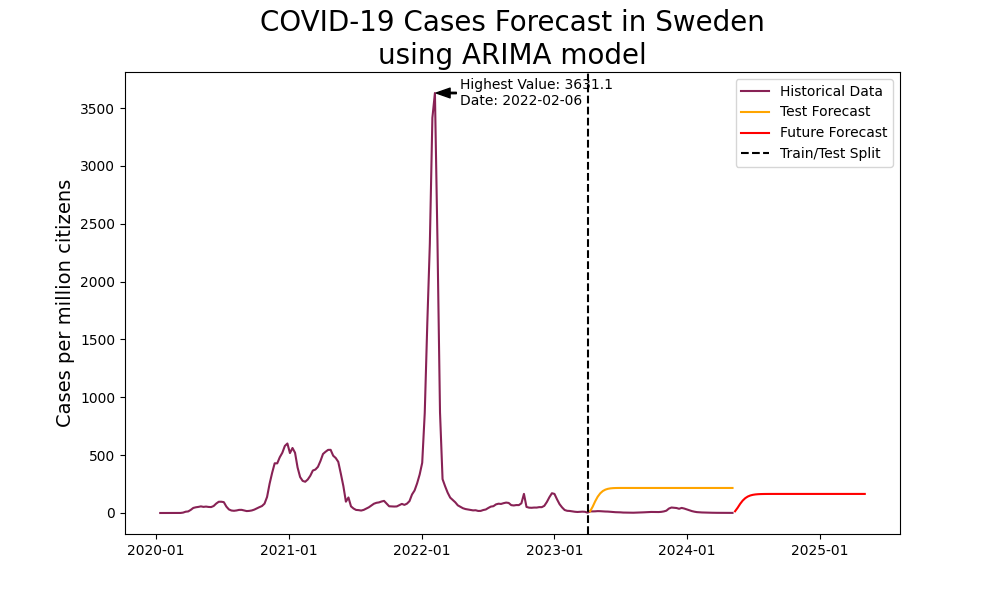 COVID-19 Cases Forecast in Sweden
using ARIMA model
Highest Value: 3631.1
Date: 2022-02-06
Historical Data
Test Forecast
Future Forecast
Train/Test Split
Cases per million citizens
3500
3000
2500
2000
1500
1000
500
0
2020-01
2021-01
2022-01
2023-01
2024-01
2025-01